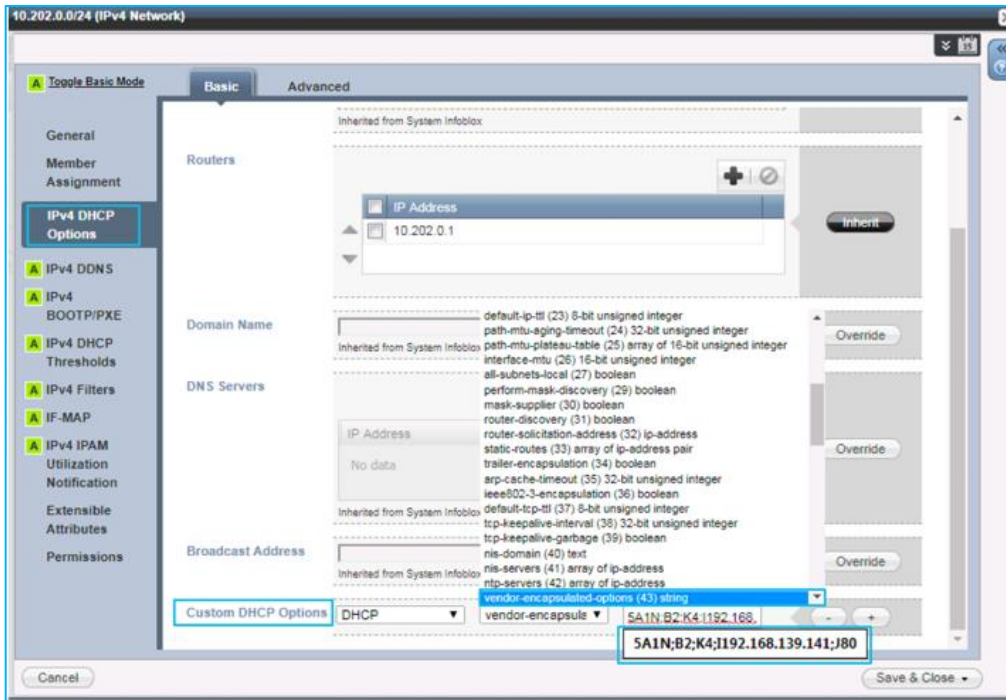 10.202.0.0/24 (IPv4 Network)
A Toggle Basic Mode
Basic
Advanced
General
Member
Assignment
IPv4 DHCP
Options
A IPv4 DDNS
A IPv4
BOOTP/PXE
A IPv4 DHCP
Thresholds
A IPv4 Filters
A IF-MAP
A IPv4 IPAM
Utilization
Notification
Extensible
Attributes
Permissions
Inherited from System Infoblox
Routers
IP Address
10.202.0.1
Inherit
Domain Name
Inherited from System Infoblox
Override
DNS Servers
IP Address
No data
Inherited from System Infoblox
Override
Broadcast Address
Inherited from System Infoblox
Override
default-ip-ttl (23) 8-bit unsigned integer
path-mtu-aging-timeout (24) 32-bit unsigned integer
path-mtu-plateau-table (25) array of 16-bit unsigned integer
interface-mtu (26) 16-bit unsigned integer
all-subnets-local (27) boolean
perform-mask-discovery (29) boolean
mask-supplier (30) boolean
router-discovery (31) boolean
router-solicitation-address (32) ip-address
static-routes (33) array of ip-address pair
trailer-encapsulation (34) boolean
arp-cache-timeout (35) 32-bit unsigned integer
ieee802-3-encapsulation (36) boolean
default-tcp-ttl (37) 8-bit unsigned integer
tcp-keepalive-interval (38) 32-bit unsigned integer
tcp-keepalive-garbage (39) boolean
nis-domain (40) text
nis-servers (41) array of ip-address
ntp-servers (42) array of ip-address
vendor-encapsulated-options (43) string
Custom DHCP Options
DHCP
vendor-encapsule
5A1N;B2;K4;I192.168.
- +
5A1N;B2;K4;I192.168.139.141;J80
Cancel
Save & Close